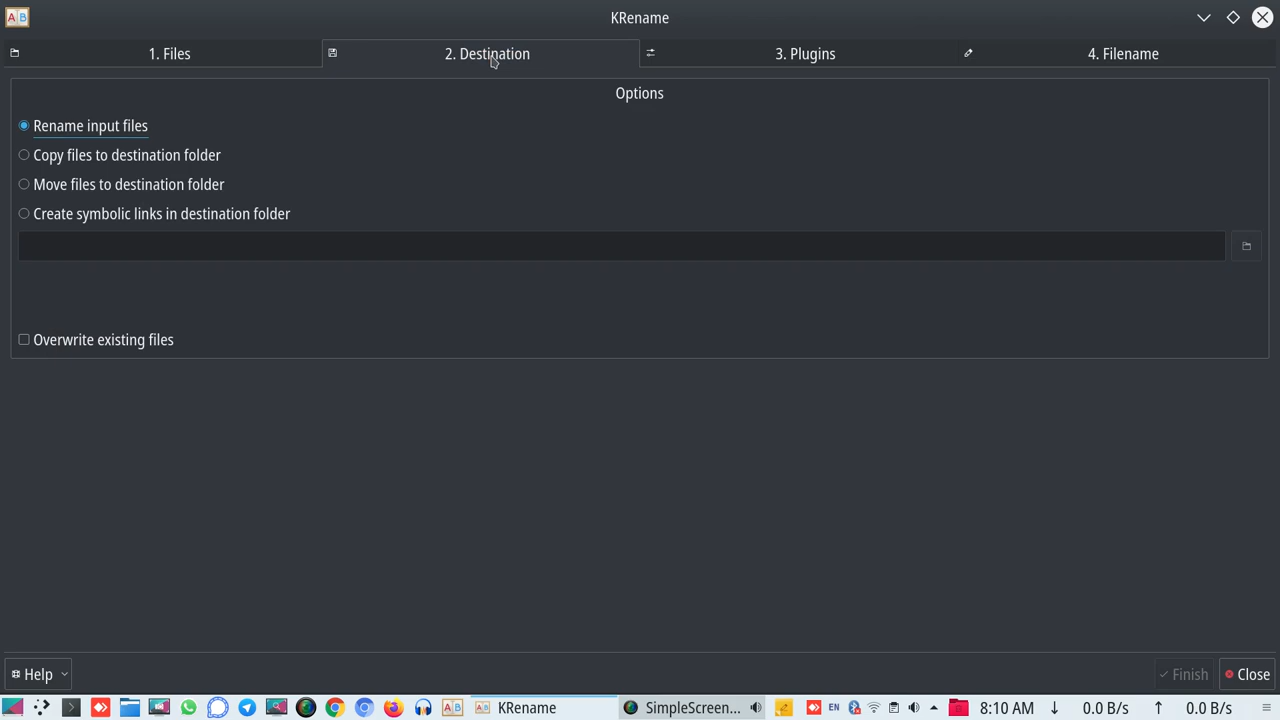 KRename
1. Files
2. Destination
3. Plugins
4. Filename
Options
Rename input files
Copy files to destination folder
Move files to destination folder
Create symbolic links in destination folder
Overwrite existing files
Help
Finish
Close
KRename
SimpleScreen...
EN
8:10 AM
0.0 B/s
0.0 B/s